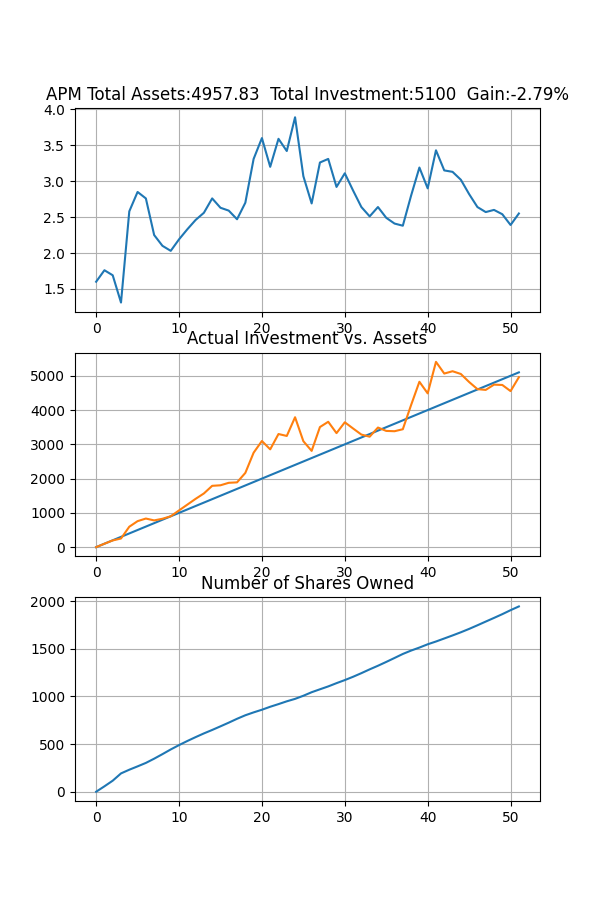 APM Total Assets:4957.83  Total Investment:5100  Gain:-2.79%
4.0
3.5
3.0
2.5
2.0
1.5
0 10 20 30 40 50
Actual Investment vs. Assets
5000
4000
3000
2000
1000
0
0 10 20 30 40 50
Number of Shares Owned
2000
1500
1000
500
0
0 10 20 30 40 50